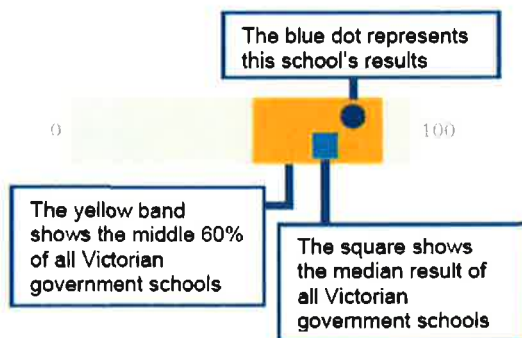 The blue dot represents
this school's results
0
100
The yellow band
shows the middle 60%
of all Victorian
government schools
The square shows
the median result of
all Victorian
government schools